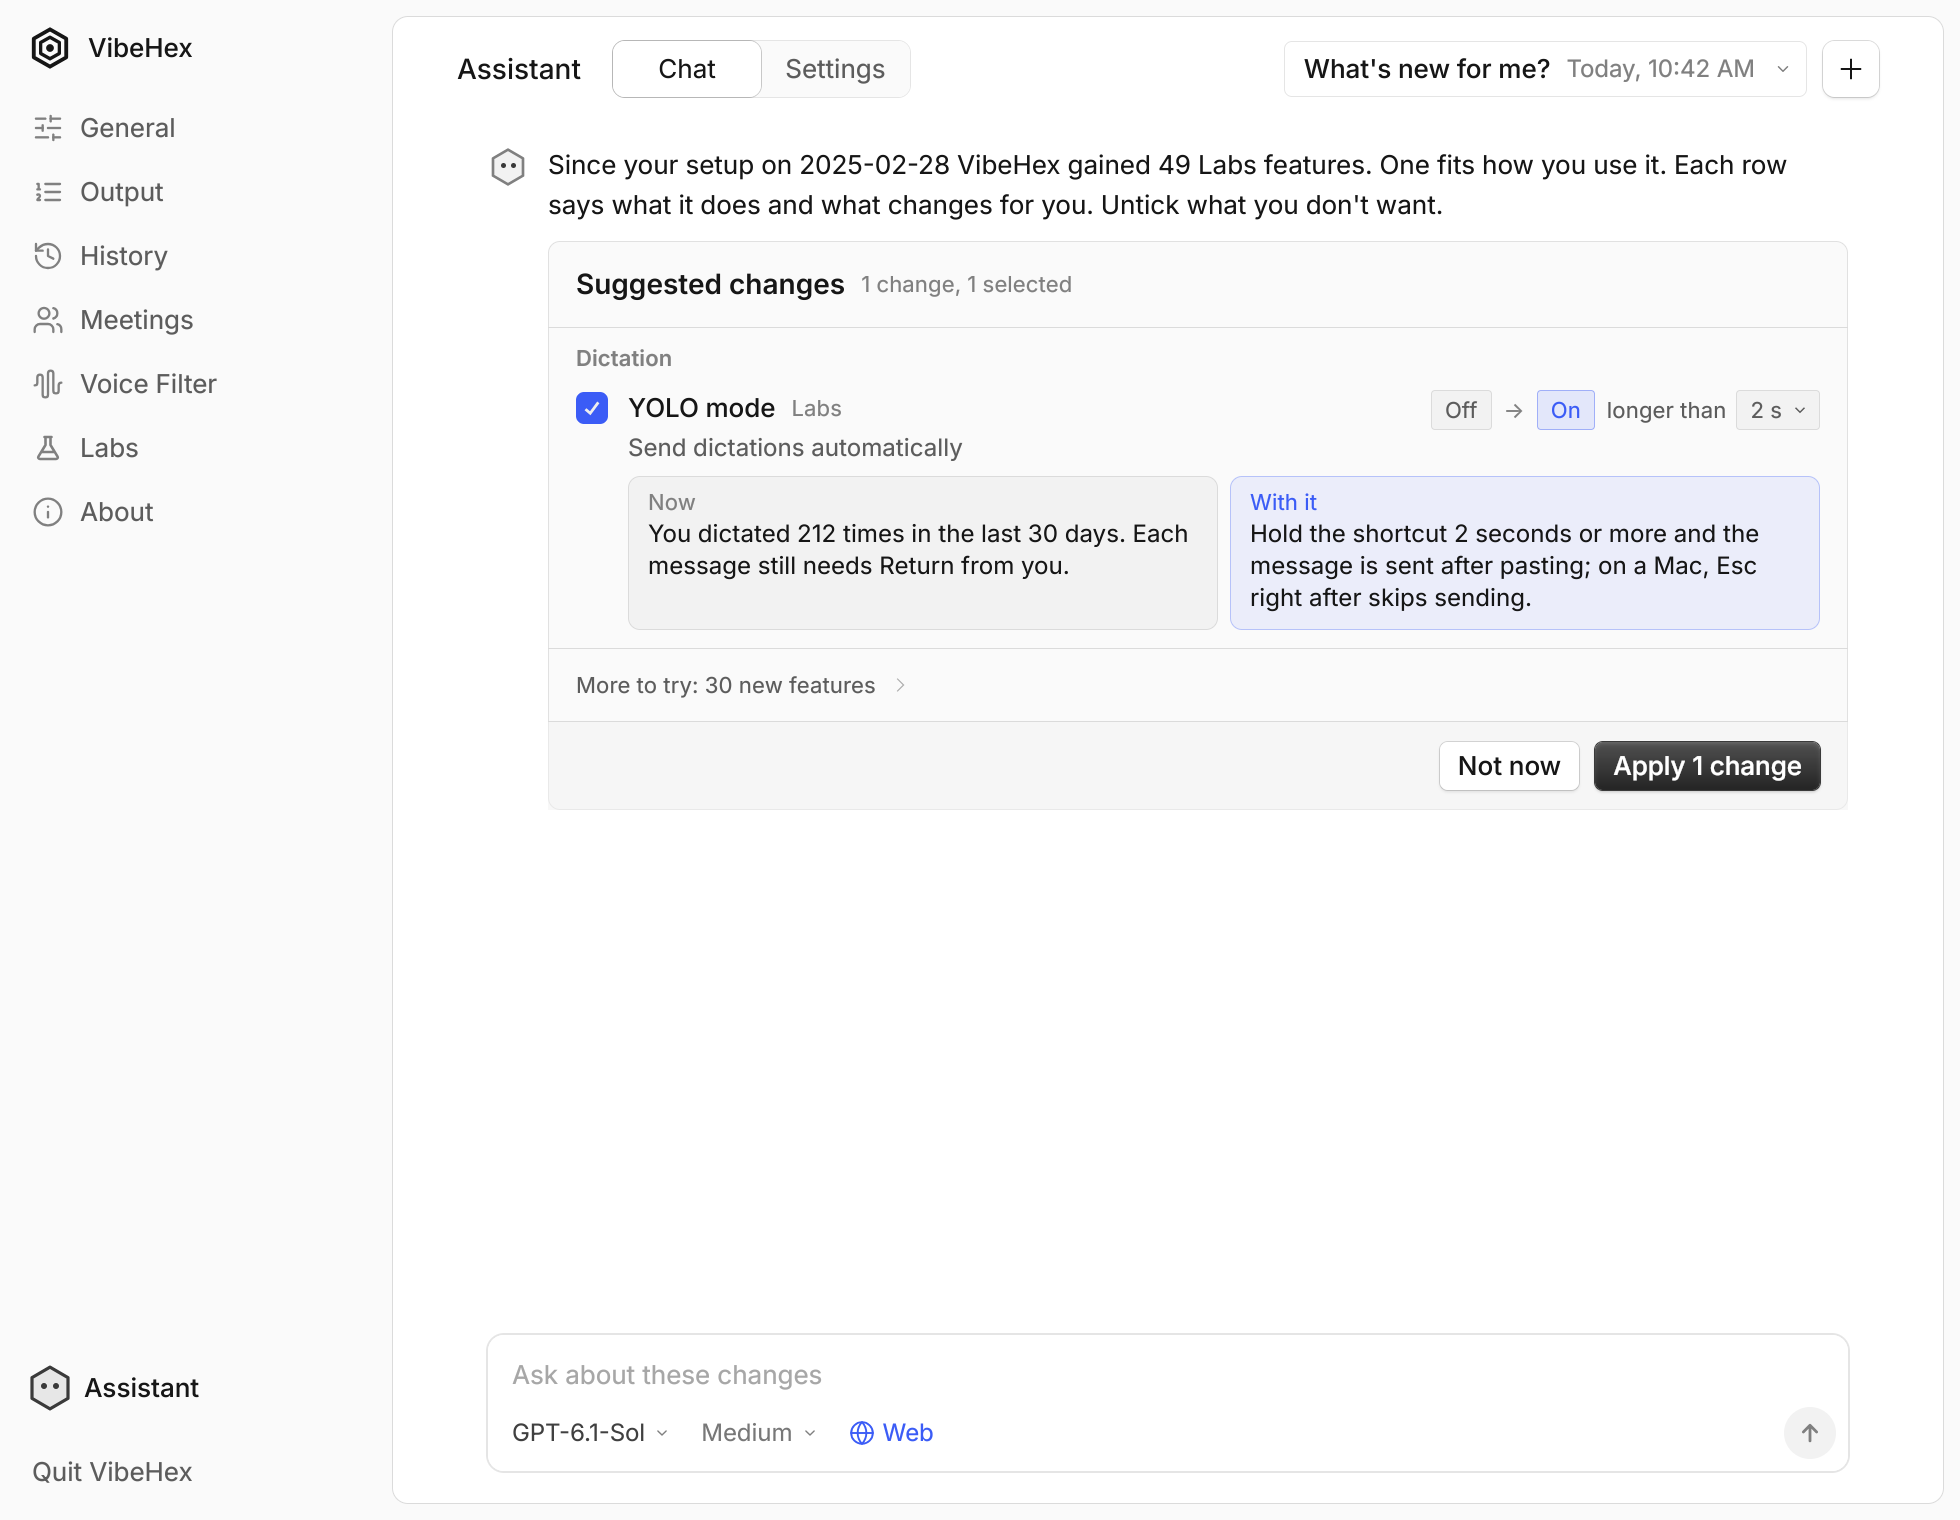 VibeHex
General
Output
History
Meetings
Voice Filter
Labs
About
Assistant
Quit VibeHex
Assistant
Chat
Settings
What's new for me? Today, 10:42 AM
Since your setup on 2025-02-28 VibeHex gained 49 Labs features. One fits how you use it. Each row
says what it does and what changes for you. Untick what you don't want.
Suggested changes 1 change, 1 selected
Dictation
YOLO mode Labs
Off → On longer than 2 s
Send dictations automatically
Now
You dictated 212 times in the last 30 days. Each
message still needs Return from you.
With it
Hold the shortcut 2 seconds or more and the
message is sent after pasting; on a Mac, Esc
right after skips sending.
More to try: 30 new features
Not now
Apply 1 change
Ask about these changes
GPT-6.1-Sol
Medium
Web